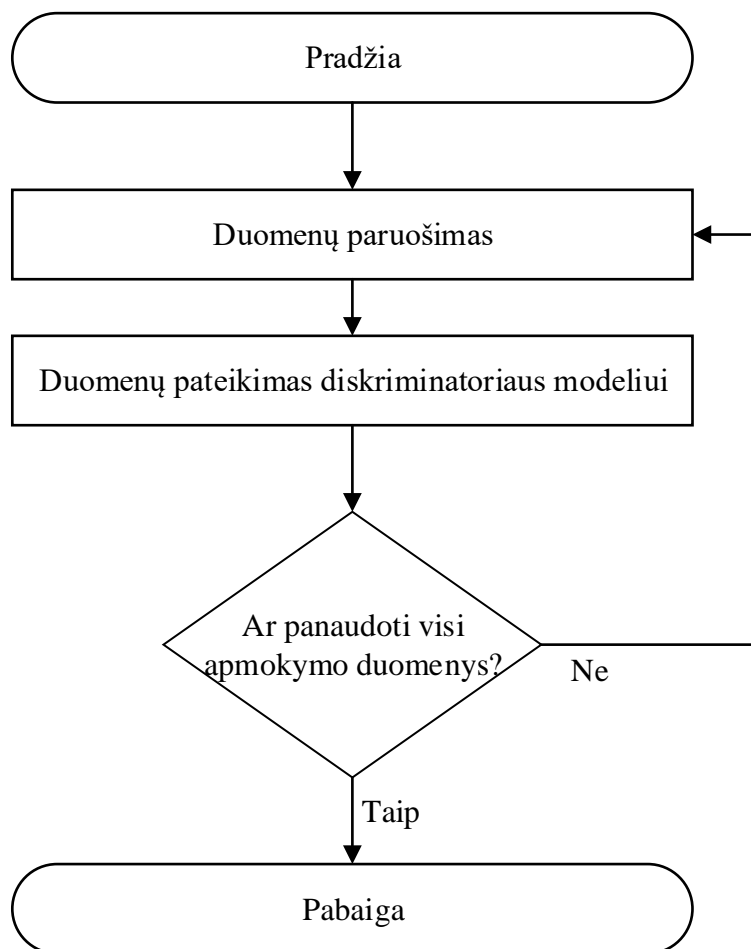 Pradžia
Duomenų paruošimas
Duomenų pateikimas diskriminatoriaus modeliui
Ar panaudoti visi
apmokymo duomenys?
Ne
Taip
Pabaiga